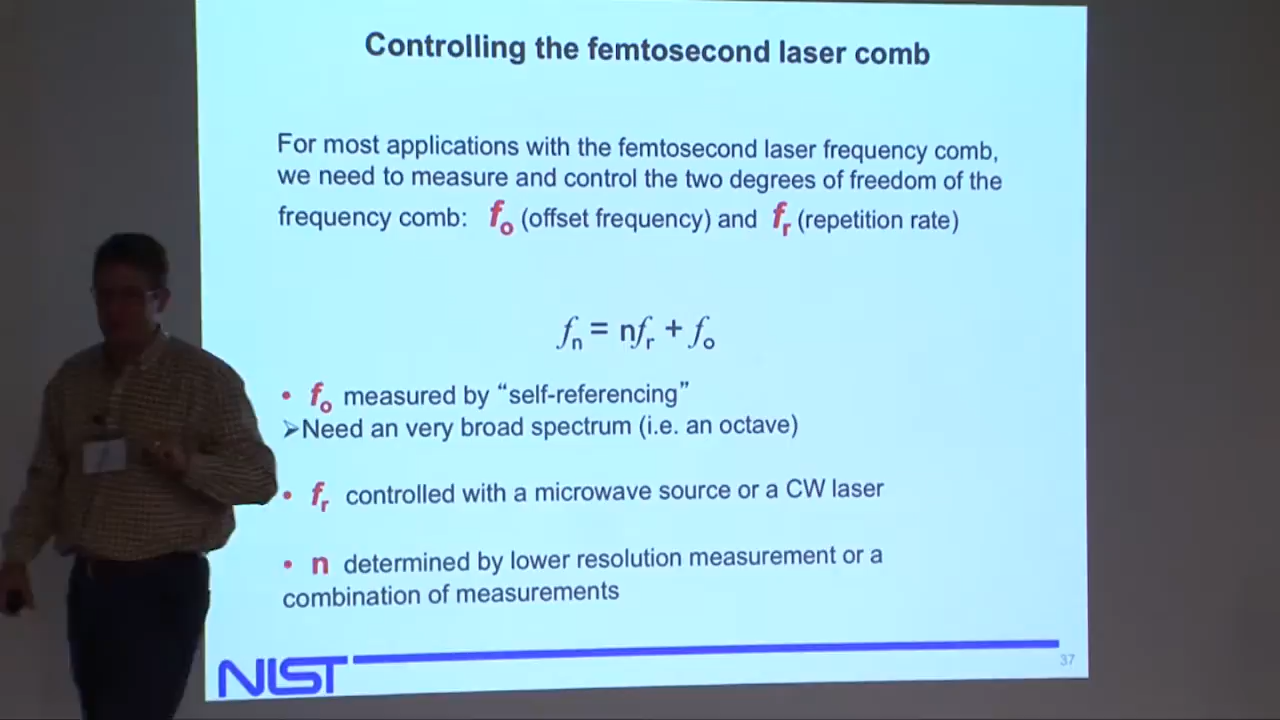 Controlling the femtosecond laser comb
For most applications with the femtosecond laser frequency comb,
we need to measure and control the two degrees of freedom of the
frequency comb: fo (offset frequency) and fr (repetition rate)
fn = nfr + fo
• fo measured by “self-referencing”
➢Need an very broad spectrum (i.e. an octave)
• fr controlled with a microwave source or a CW laser
• n determined by lower resolution measurement or a
combination of measurements
NIST
37